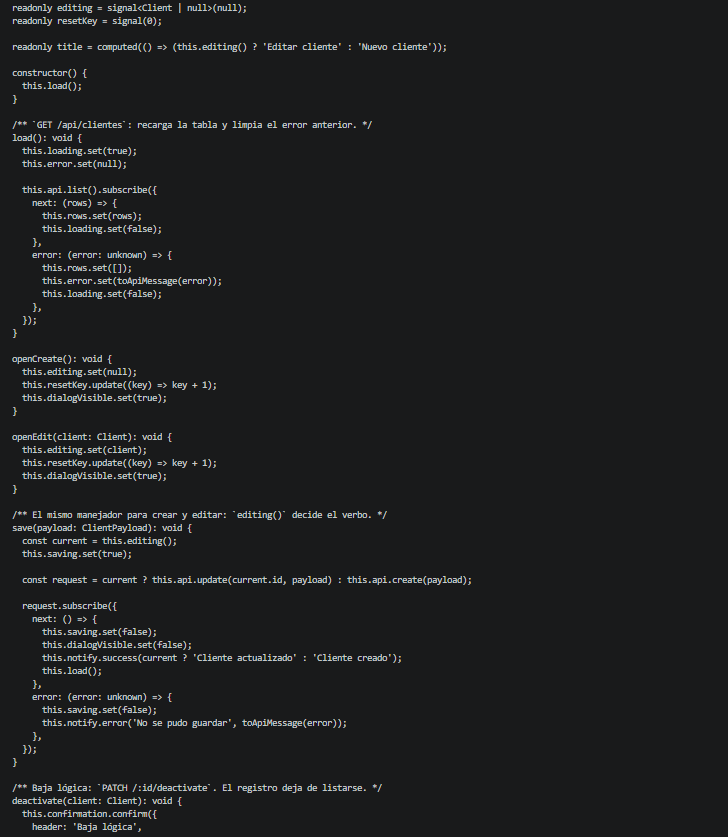 readonly editing = signal<Client | null>(null);
readonly resetKey = signal(0);

readonly title = computed(() => (this.editing() ? 'Editar cliente' : 'Nuevo cliente'));

constructor() {
  this.load();
}

/** `GET /api/clientes`: recarga la tabla y limpia el error anterior. */
load(): void {
  this.loading.set(true);
  this.error.set(null);

  this.api.list().subscribe({
    next: (rows) => {
      this.rows.set(rows);
      this.loading.set(false);
    },
    error: (error: unknown) => {
      this.rows.set([]);
      this.error.set(toApiMessage(error));
      this.loading.set(false);
    },
  });
}

openCreate(): void {
  this.editing.set(null);
  this.resetKey.update((key) => key + 1);
  this.dialogVisible.set(true);
}

openEdit(client: Client): void {
  this.editing.set(client);
  this.resetKey.update((key) => key + 1);
  this.dialogVisible.set(true);
}

/** El mismo manejador para crear y editar: `editing()` decide el verbo. */
save(payload: ClientPayload): void {
  const current = this.editing();
  this.saving.set(true);

  const request = current ? this.api.update(current.id, payload) : this.api.create(payload);

  request.subscribe({
    next: () => {
      this.saving.set(false);
      this.dialogVisible.set(false);
      this.notify.success(current ? 'Cliente actualizado' : 'Cliente creado');
      this.load();
    },
    error: (error: unknown) => {
      this.saving.set(false);
      this.notify.error('No se pudo guardar', toApiMessage(error));
    },
  });
}

/** Baja lógica: `PATCH /:id/deactivate`. El registro deja de listarse. */
deactivate(client: Client): void {
  this.confirmation.confirm({
    header: 'Baja lógica',